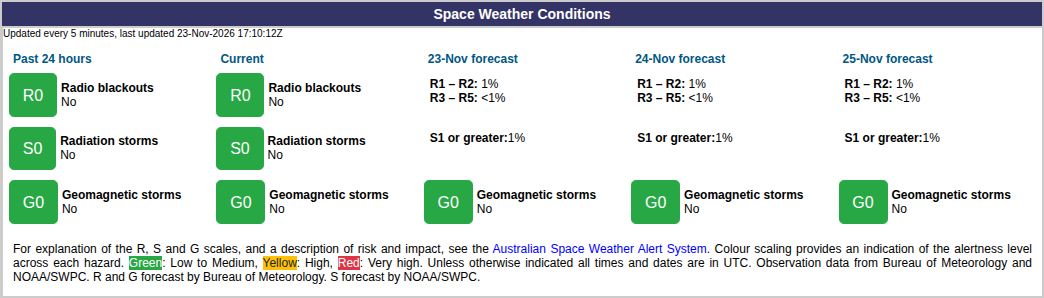 Space Weather Conditions
Updated every 5 minutes, last updated 23-Nov-2026 17:10:12Z
Past 24 hours
Current
23-Nov forecast
24-Nov forecast
25-Nov forecast
R0
Radio blackouts
No
R0
Radio blackouts
No
R1 – R2: 1%
R3 – R5: <1%
R1 – R2: 1%
R3 – R5: <1%
R1 – R2: 1%
R3 – R5: <1%
S0
Radiation storms
No
S0
Radiation storms
No
S1 or greater:1%
S1 or greater:1%
S1 or greater:1%
G0
Geomagnetic storms
No
G0
Geomagnetic storms
No
G0
Geomagnetic storms
No
G0
Geomagnetic storms
No
G0
Geomagnetic storms
No
For explanation of the R, S and G scales, and a description of risk and impact, see the Australian Space Weather Alert System. Colour scaling provides an indication of the alertness level
across each hazard. Green: Low to Medium, Yellow: High, Red: Very high. Unless otherwise indicated all times and dates are in UTC. Observation data from Bureau of Meteorology and
NOAA/SWPC. R and G forecast by Bureau of Meteorology. S forecast by NOAA/SWPC.